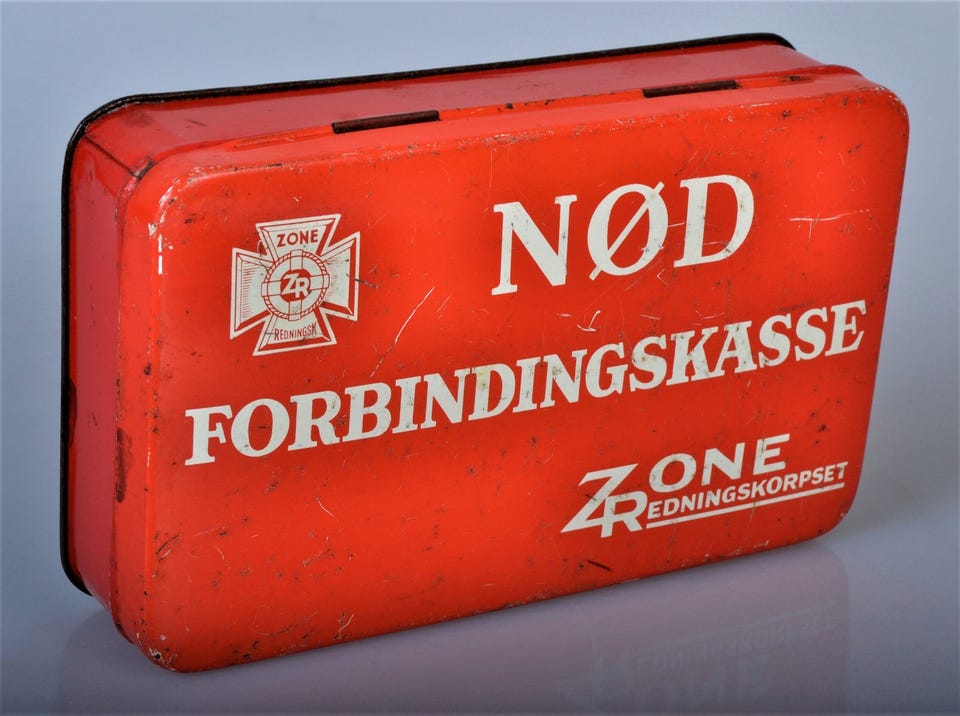 NØD
ZONE
ZR
REDNINGSK
FORBINDINGSKASSE
ZONE
REDNINGSKORPSET